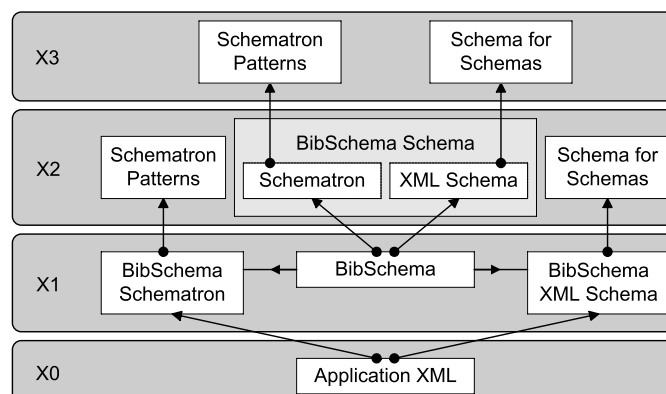 X3
Schematron
Patterns
Schema for
Schemas
X2
Schematron
Patterns
BibSchema Schema
Schematron
XML Schema
Schema for
Schemas
X1
BibSchema
Schematron
BibSchema
BibSchema
XML Schema
X0
Application XML